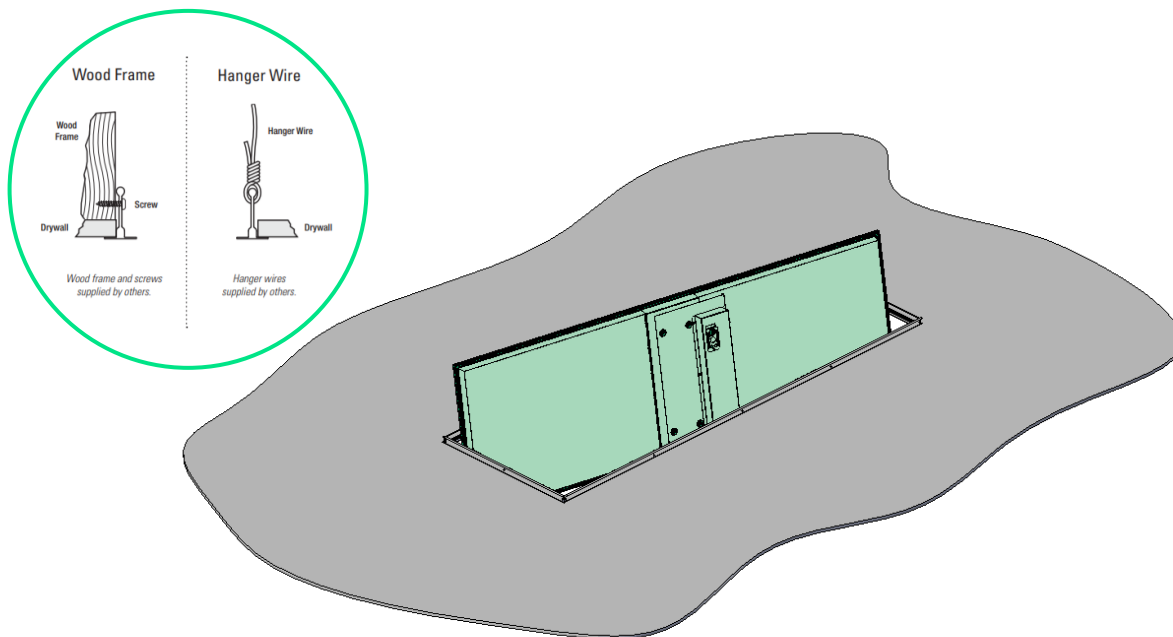 Wood Frame
Wood
Frame
Screw
Drywall
Wood frame and screws
supplied by others.
Hanger Wire
Hanger Wire
Drywall
Hanger wires
supplied by others.